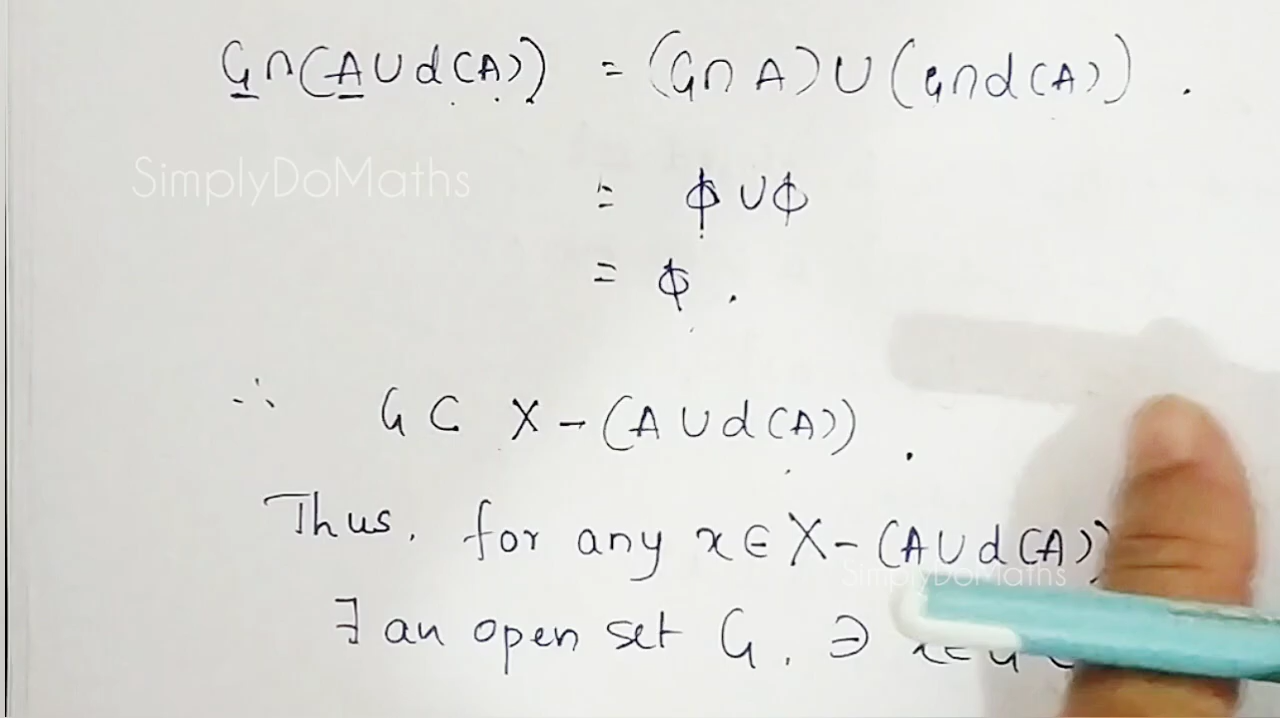 G∩(A∪d(A)) = (G∩A)∪(G∩d(A)).
SimplyDoMaths
= ϕ∪ϕ
= ϕ.
∴ G⊂ X-(A∪d(A)).
Thus, for any x∈X-(A∪d(A))
SimplyDoMaths
∃ an open set G, ∋